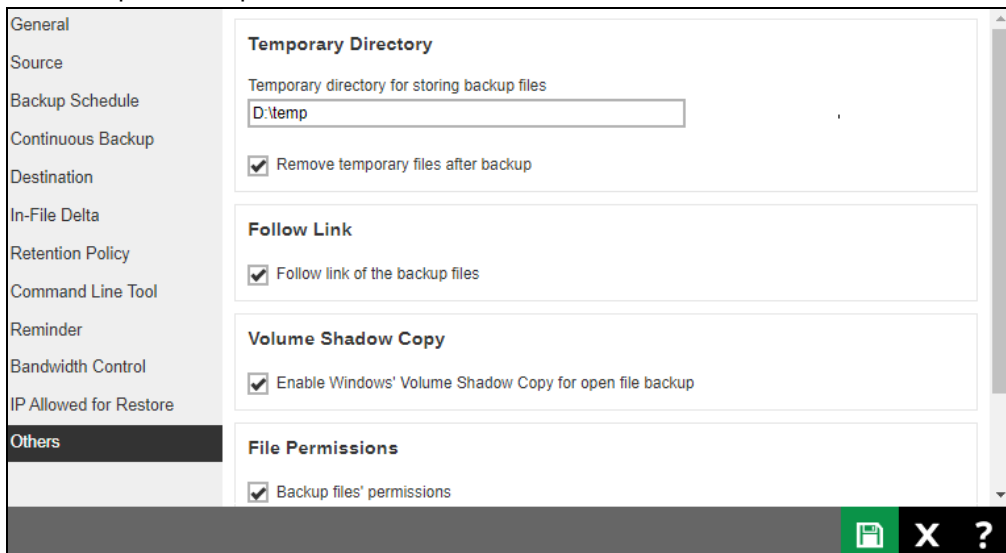 General
Source
Backup Schedule
Continuous Backup
Destination
In-File Delta
Retention Policy
Command Line Tool
Reminder
Bandwidth Control
IP Allowed for Restore
Others
Temporary Directory
Temporary directory for storing backup files
D:\temp
Remove temporary files after backup
Follow Link
Follow link of the backup files
Volume Shadow Copy
Enable Windows' Volume Shadow Copy for open file backup
File Permissions
Backup files' permissions
X ?